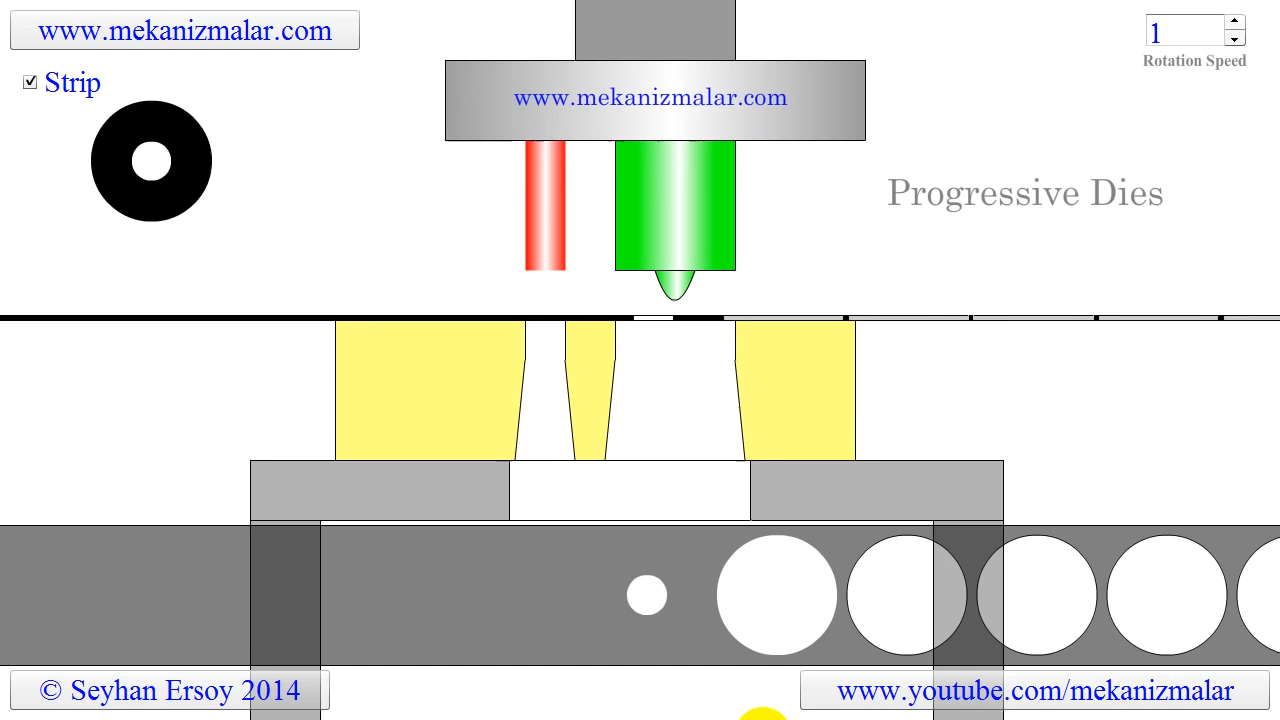 www.mekanizmalar.com
1
Rotation Speed
Strip
www.mekanizmalar.com
Progressive Dies
© Seyhan Ersoy 2014
www.youtube.com/mekanizmalar